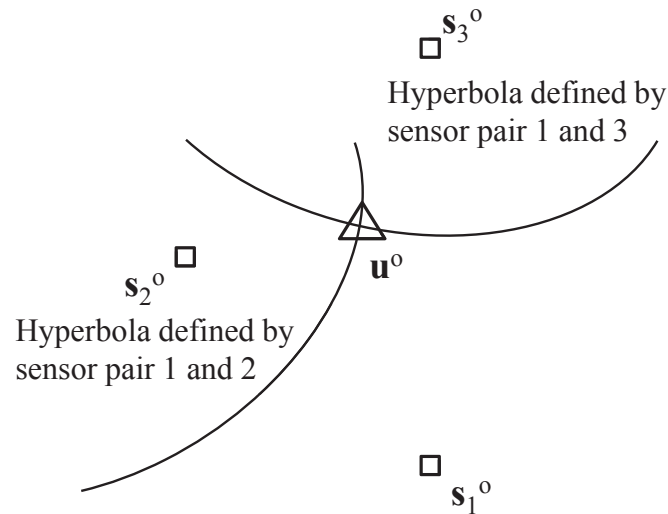 s₃ᵒ
Hyperbola defined by
sensor pair 1 and 3
uᵒ
s₂ᵒ
Hyperbola defined by
sensor pair 1 and 2
s₁ᵒ